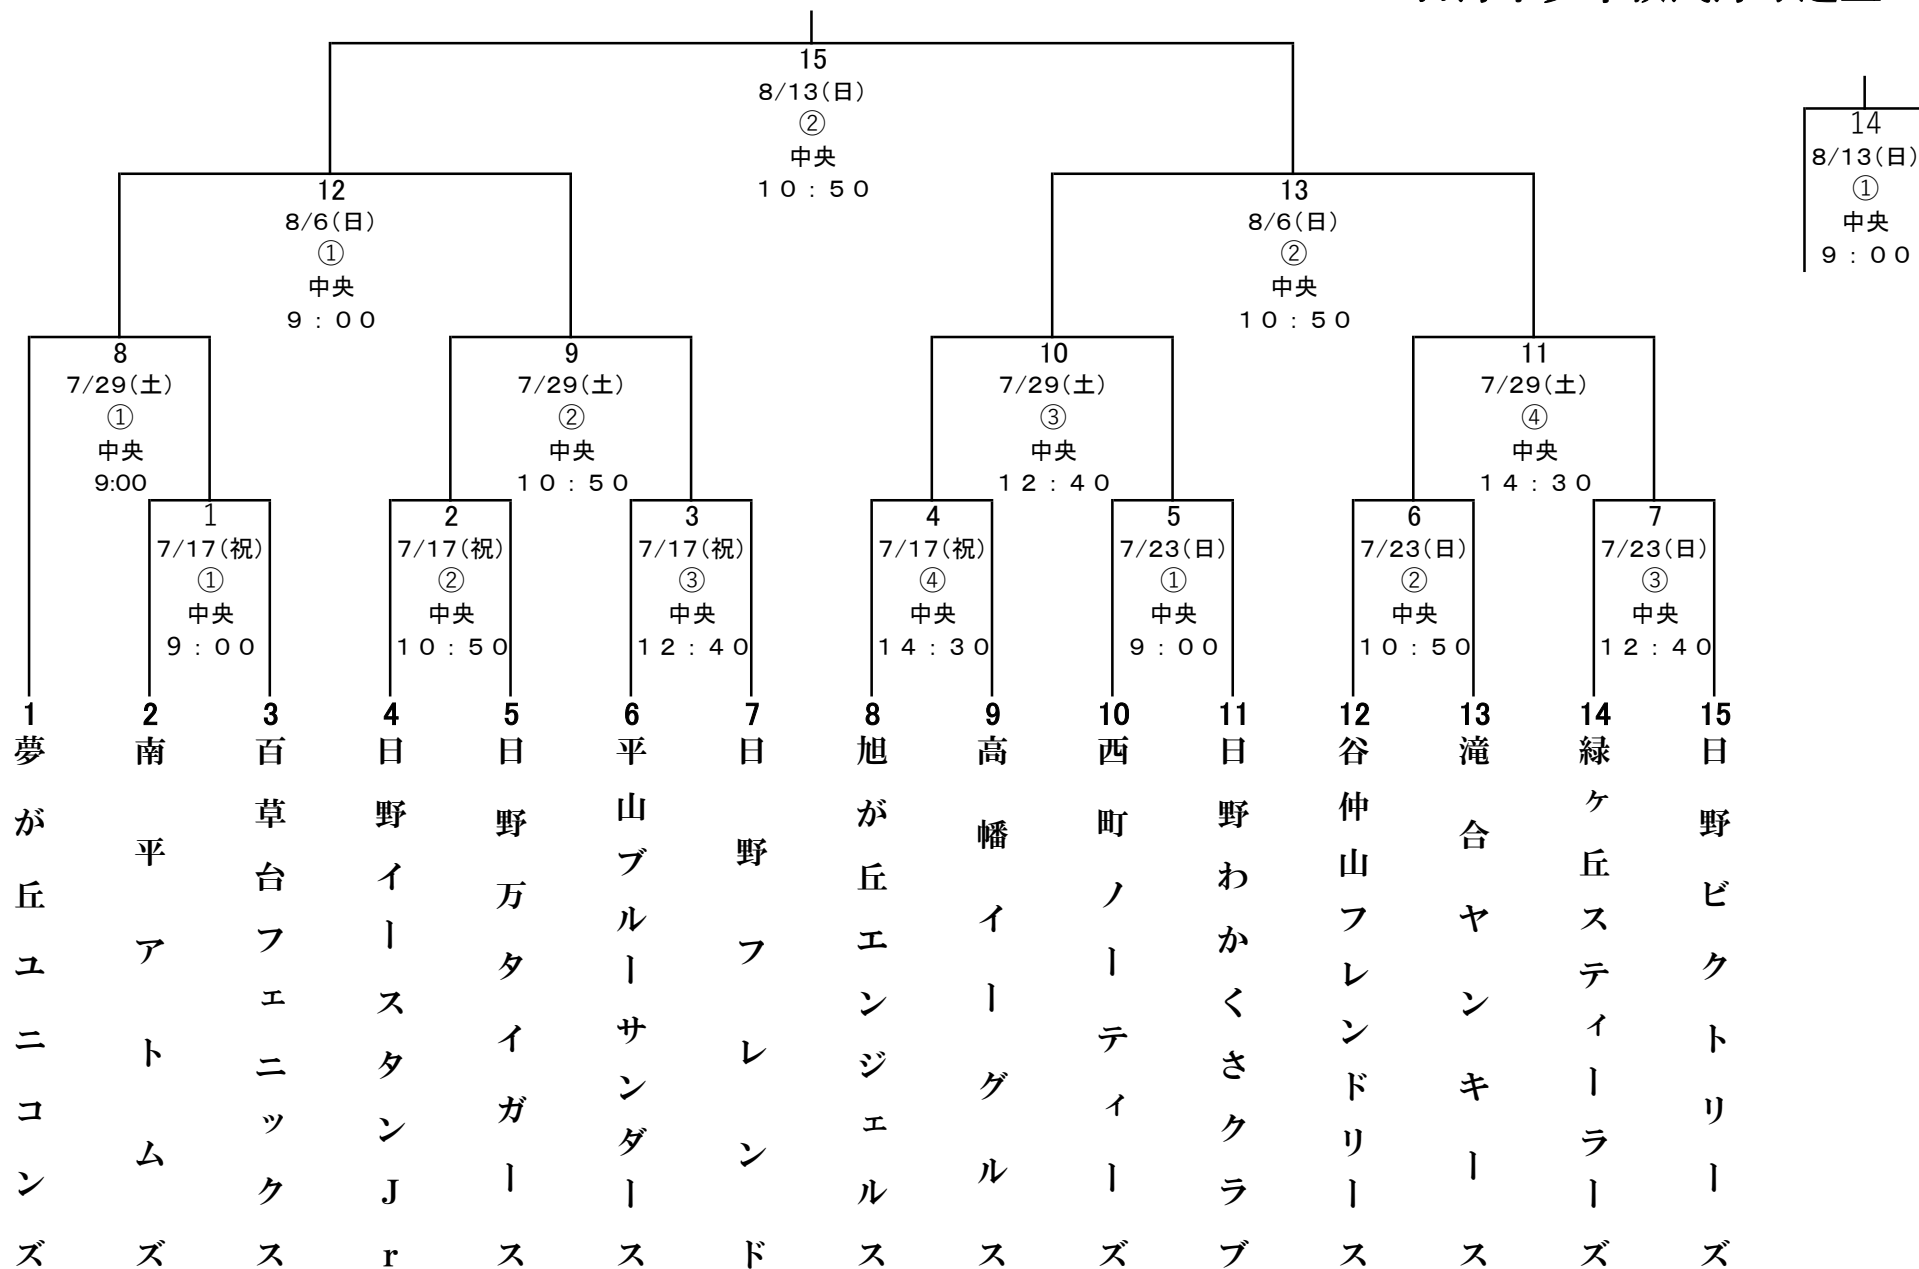 15
8/13(日)
②
中央
１０：５０
14
8/13(日)
①
中央
９：００
12
8/6(日)
①
中央
９：００
13
8/6(日)
②
中央
１０：５０
8
7/29(土)
①
中央
9:00
9
7/29(土)
②
中央
１０：５０
10
7/29(土)
③
中央
１２：４０
11
7/29(土)
④
中央
１４：３０
1
7/17(祝)
①
中央
９：００
2
7/17(祝)
②
中央
１０：５０
3
7/17(祝)
③
中央
１２：４０
4
7/17(祝)
④
中央
１４：３０
5
7/23(日)
①
中央
９：００
6
7/23(日)
②
中央
１０：５０
7
7/23(日)
③
中央
１２：４０
1
夢が丘ユニコンズ
2
南平アトムズ
3
百草台フェニックス
4
日野イースタンJr
5
日野万タイガース
6
平山ブルーサンダース
7
日野フレンド
8
旭が丘エンジェルス
9
高幡イーグルス
10
西町ノーティーズ
11
日野わかくさクラブ
12
谷仲山フレンドリース
13
滝合ヤンキース
14
緑ヶ丘スティーラーズ
15
日野ビクトリーズ